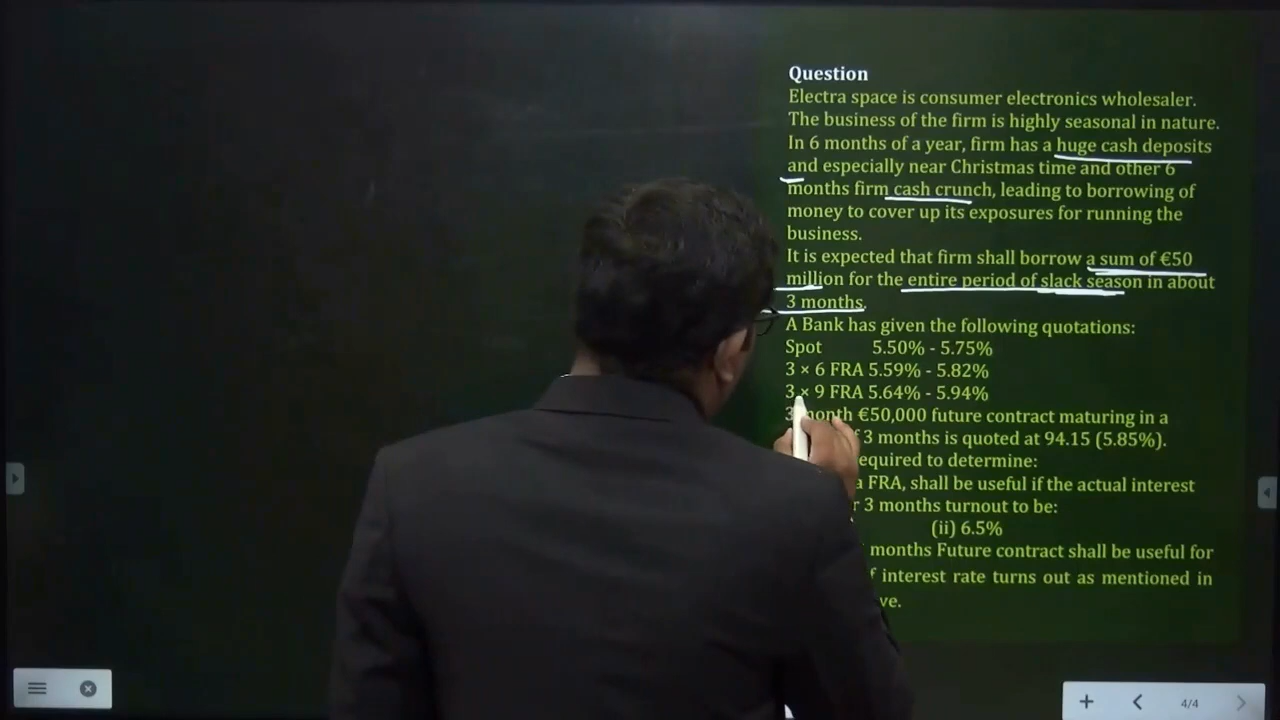 Question
Electra space is consumer electronics wholesaler.
The business of the firm is highly seasonal in nature.
In 6 months of a year, firm has a huge cash deposits
and especially near Christmas time and other 6
months firm cash crunch, leading to borrowing of
money to cover up its exposures for running the
business.
It is expected that firm shall borrow a sum of €50
million for the entire period of slack season in about
3 months.
A Bank has given the following quotations:
Spot 5.50% - 5.75%
3 × 6 FRA 5.59% - 5.82%
3 × 9 FRA 5.64% - 5.94%
3 month €50,000 future contract maturing in a
3 months is quoted at 94.15 (5.85%).
equired to determine:
a FRA, shall be useful if the actual interest
r 3 months turnout to be:
(ii) 6.5%
months Future contract shall be useful for
f interest rate turns out as mentioned in
ve.
4/4